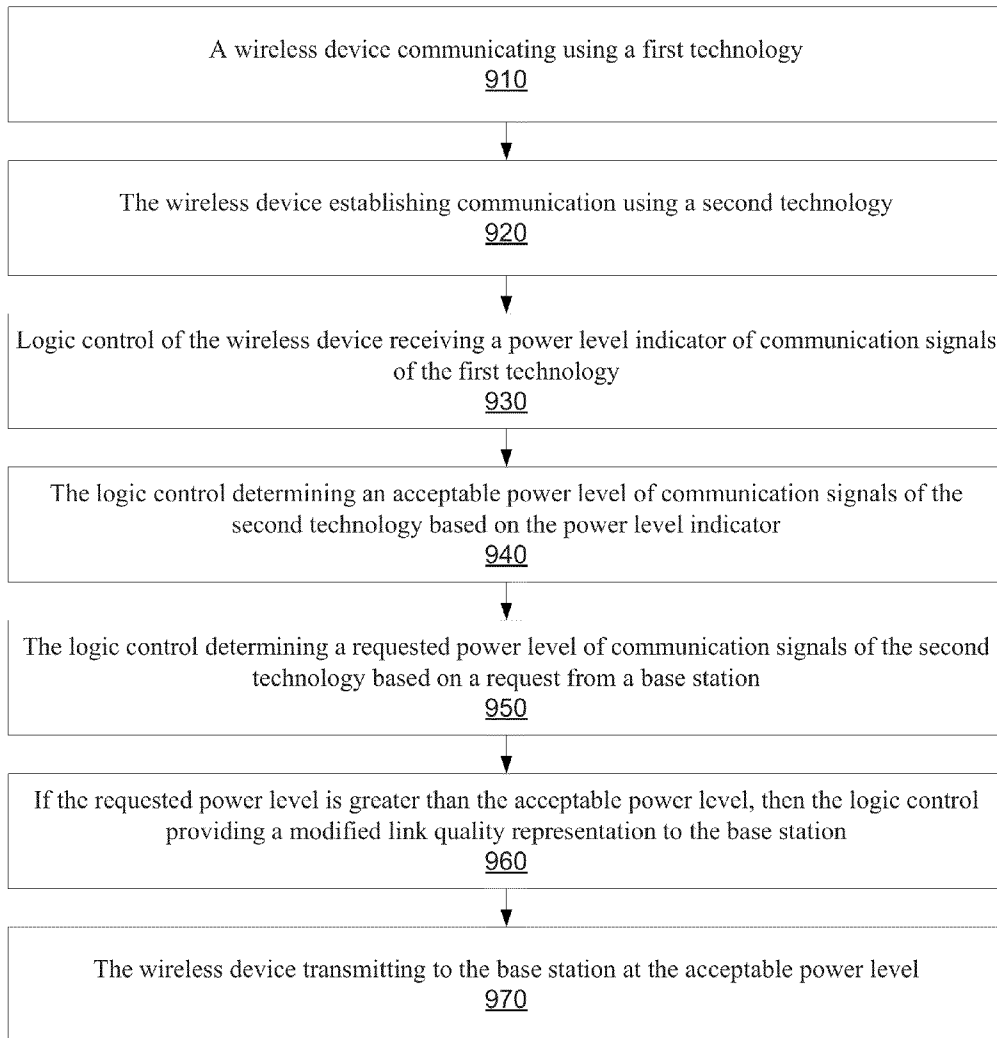 A wireless device communicating using a first technology
910
The wireless device establishing communication using a second technology
920
Logic control of the wireless device receiving a power level indicator of communication signals
of the first technology
930
The logic control determining an acceptable power level of communication signals of the
second technology based on the power level indicator
940
The logic control determining a requested power level of communication signals of the second
technology based on a request from a base station
950
If the requested power level is greater than the acceptable power level, then the logic control
providing a modified link quality representation to the base station
960
The wireless device transmitting to the base station at the acceptable power level
970